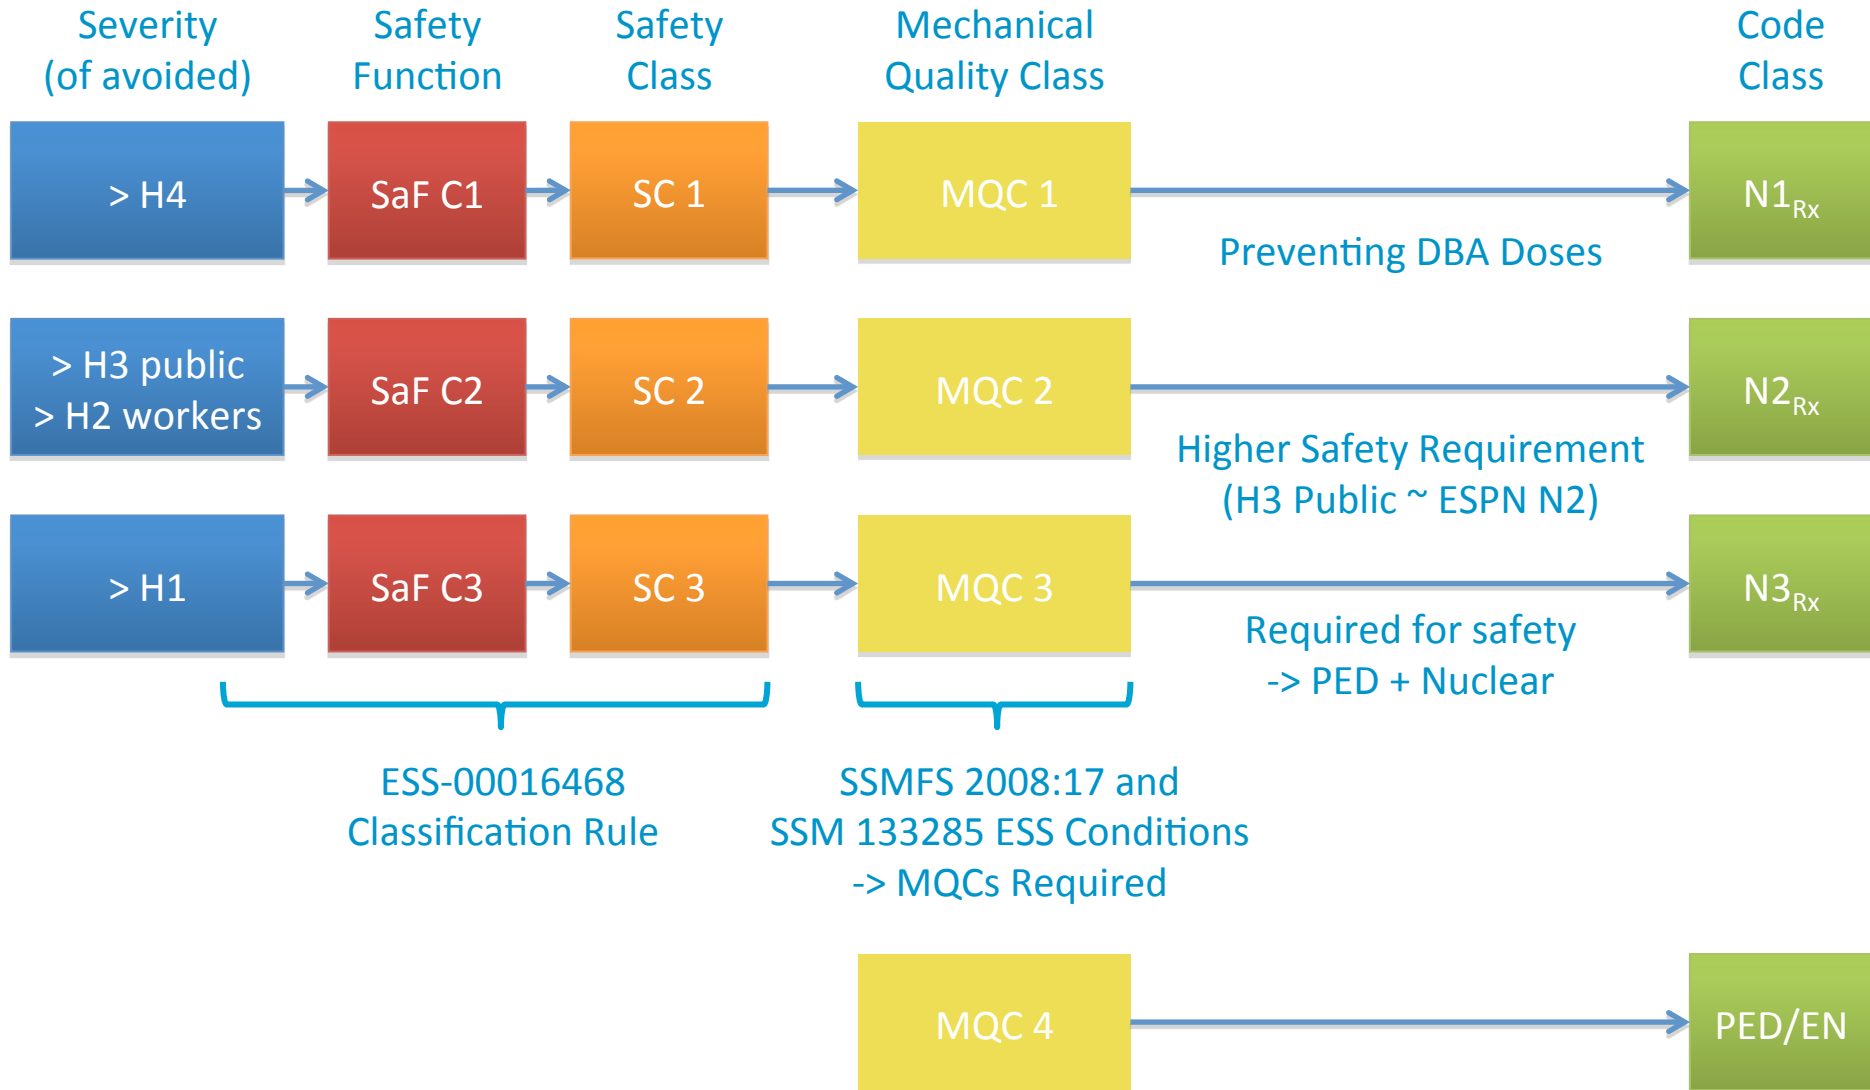 Severity
(of avoided)
Safety
Function
Safety
Class
Mechanical
Quality Class
Code
Class
> H4
SaF C1
SC 1
MQC 1
N1Rx
Preventing DBA Doses
> H3 public
> H2 workers
SaF C2
SC 2
MQC 2
N2Rx
Higher Safety Requirement
(H3 Public ~ ESPN N2)
> H1
SaF C3
SC 3
MQC 3
N3Rx
Required for safety
-> PED + Nuclear
ESS-00016468
Classification Rule
SSMFS 2008:17 and
SSM 133285 ESS Conditions
-> MQCs Required
MQC 4
PED/EN